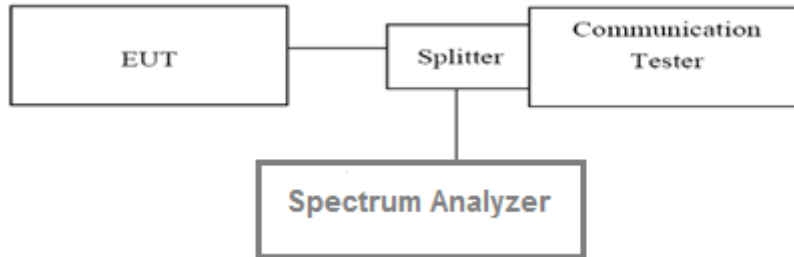 EUT
Splitter
Communication
Tester
Spectrum Analyzer